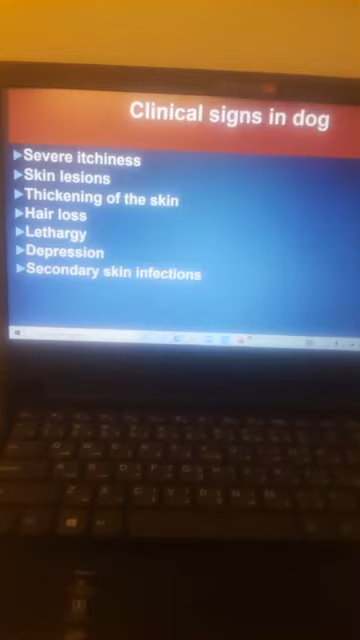 Clinical signs in dog
Severe itchiness
Skin lesions
Thickening of the skin
Hair loss
Lethargy
Depression
Secondary skin infections